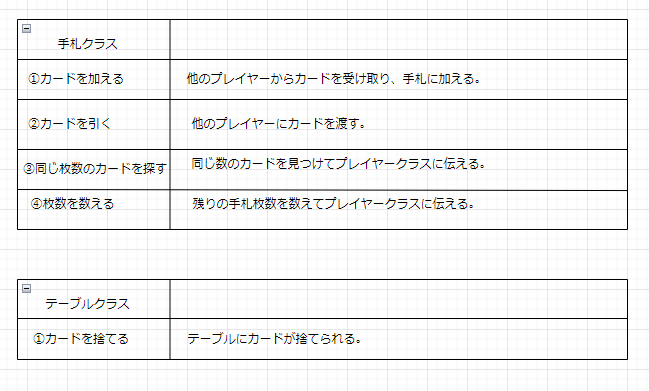 手札クラス
①カードを加える 他のプレイヤーからカードを受け取り、手札に加える。
②カードを引く 他のプレイヤーにカードを渡す。
③同じ枚数のカードを探す 同じ数のカードを見つけてプレイヤークラスに伝える。
④枚数を数える 残りの手札枚数を数えてプレイヤークラスに伝える。
テーブルクラス
①カードを捨てる テーブルにカードが捨てられる。